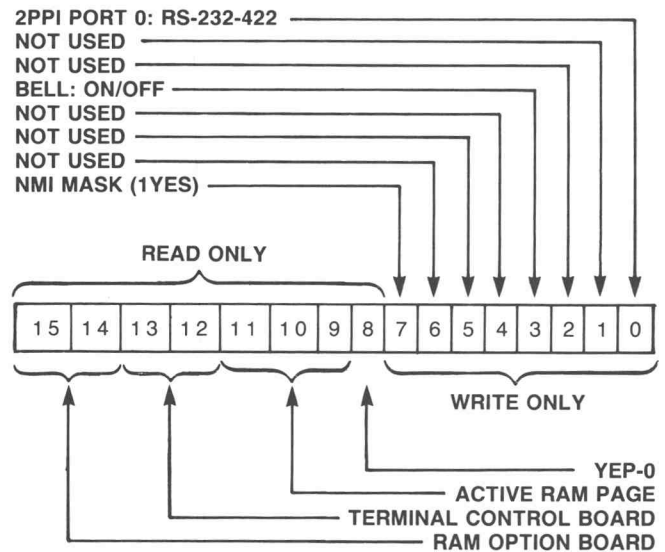 2PPI PORT 0: RS-232-422
NOT USED
NOT USED
BELL: ON/OFF
NOT USED
NOT USED
NOT USED
NMI MASK (1YES)
READ ONLY
15 14 13 12 11 10 9 8 7 6 5 4 3 2 1 0
WRITE ONLY
YEP-0
ACTIVE RAM PAGE
TERMINAL CONTROL BOARD
RAM OPTION BOARD